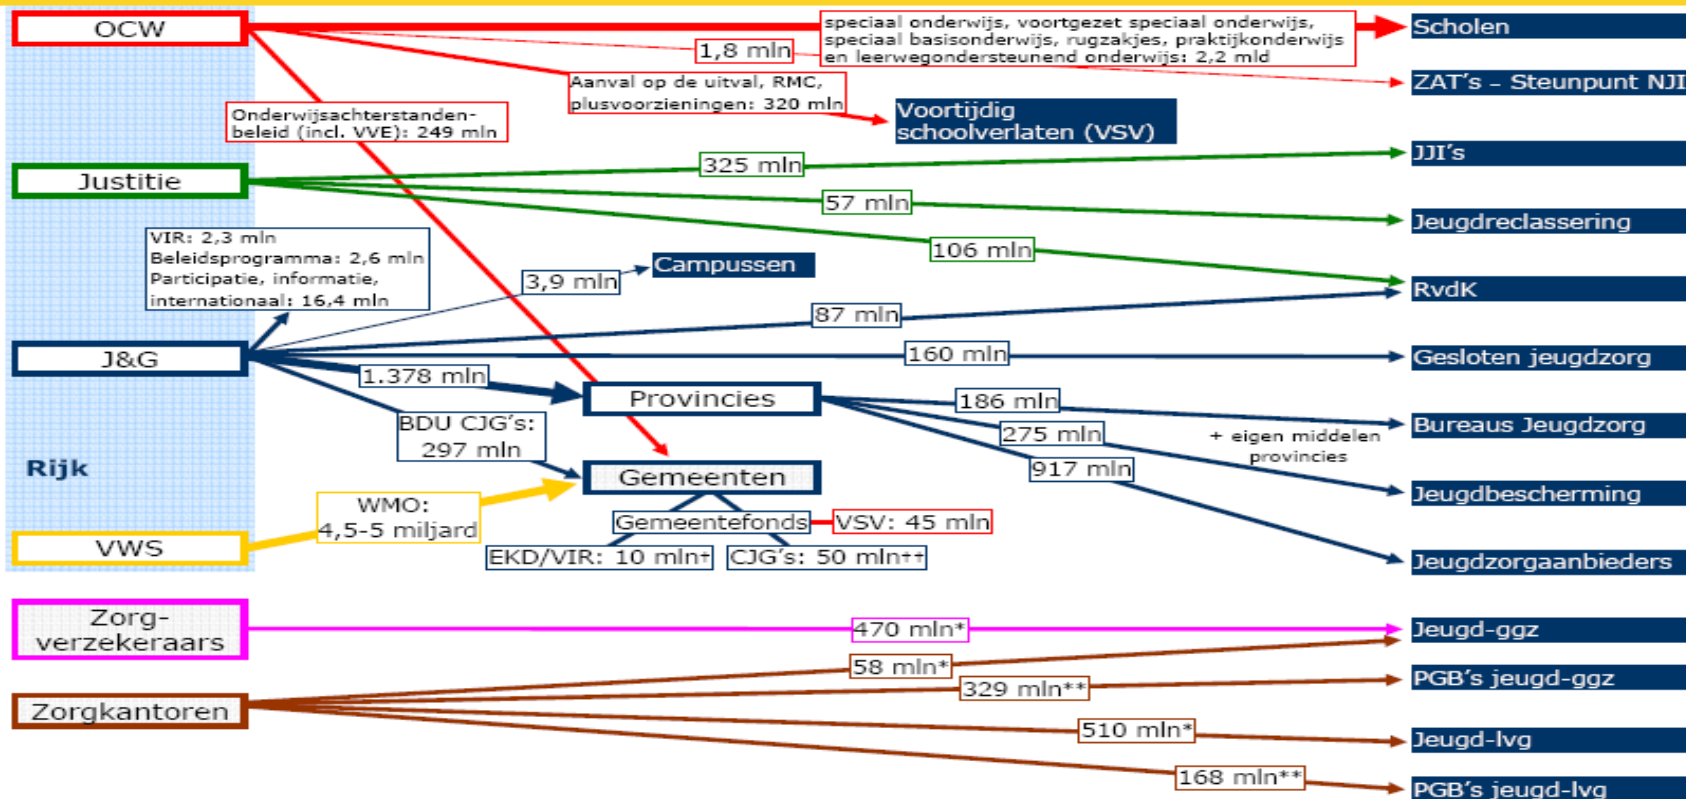 OCW
speciaal onderwijs, voortgezet speciaal onderwijs,
speciaal basisonderwijs, rugzakjes, praktijkonderwijs
en leerwegondersteunend onderwijs: 2,2 mld
Scholen
1,8 mln
ZAT's – Steunpunt NJI
Aanval op de uitval, RMC,
plusvoorzieningen: 320 mln
Voortijdig
schoolverlaten (VSV)
Onderwijsachterstanden-
beleid (incl. VVE): 249 mln
Justitie
325 mln
JJI's
57 mln
Jeugdreclassering
106 mln
RvdK
VIR: 2,3 mln
Beleidsprogramma: 2,6 mln
Participatie, informatie,
internationaal: 16,4 mln
3,9 mln
Campussen
87 mln
J&G
160 mln
Gesloten jeugdzorg
1.378 mln
Provincies
186 mln
Bureaus Jeugdzorg
BDU CJG's:
297 mln
275 mln
+ eigen middelen
provincies
917 mln
Jeugdbescherming
Rijk
Gemeenten
WMO:
4,5-5 miljard
Gemeentefonds
VSV: 45 mln
VWS
EKD/VIR: 10 mln+
CJG's: 50 mln++
Jeugdzorgaanbieders
Zorg-
verzekeraars
470 mln*
Jeugd-ggz
58 mln*
329 mln**
PGB's jeugd-ggz
Zorgkantoren
510 mln*
Jeugd-lvg
168 mln**
PGB's jeugd-lvg